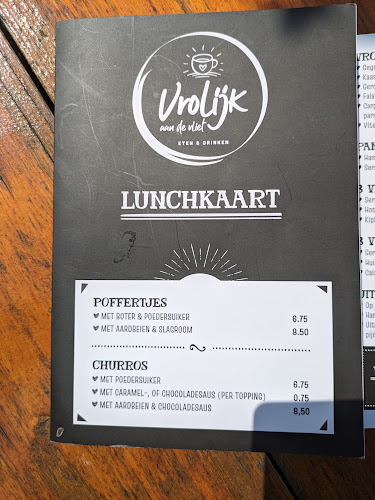 Vrolijk
aan de vliet
ETEN & DRINKEN
LUNCHKAART
POFFERTJES
MET BOTER & POEDERSUIKER 6.75
MET AARDBEIEN & SLAGROOM 8.50
CHURROS
MET POEDERSUIKER 6.75
MET CARAMEL-, OF CHOCOLADESAUS (PER TOPPING) 0.75
MET AARDBEIEN & CHOCOLADESAUS 8,50